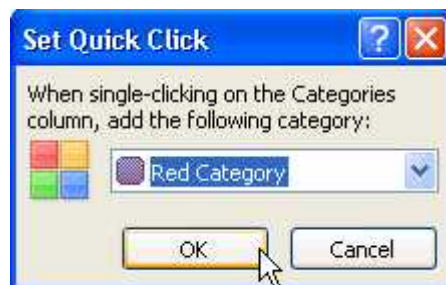 Set Quick Click
When single-clicking on the Categories
column, add the following category:
Red Category
OK Cancel